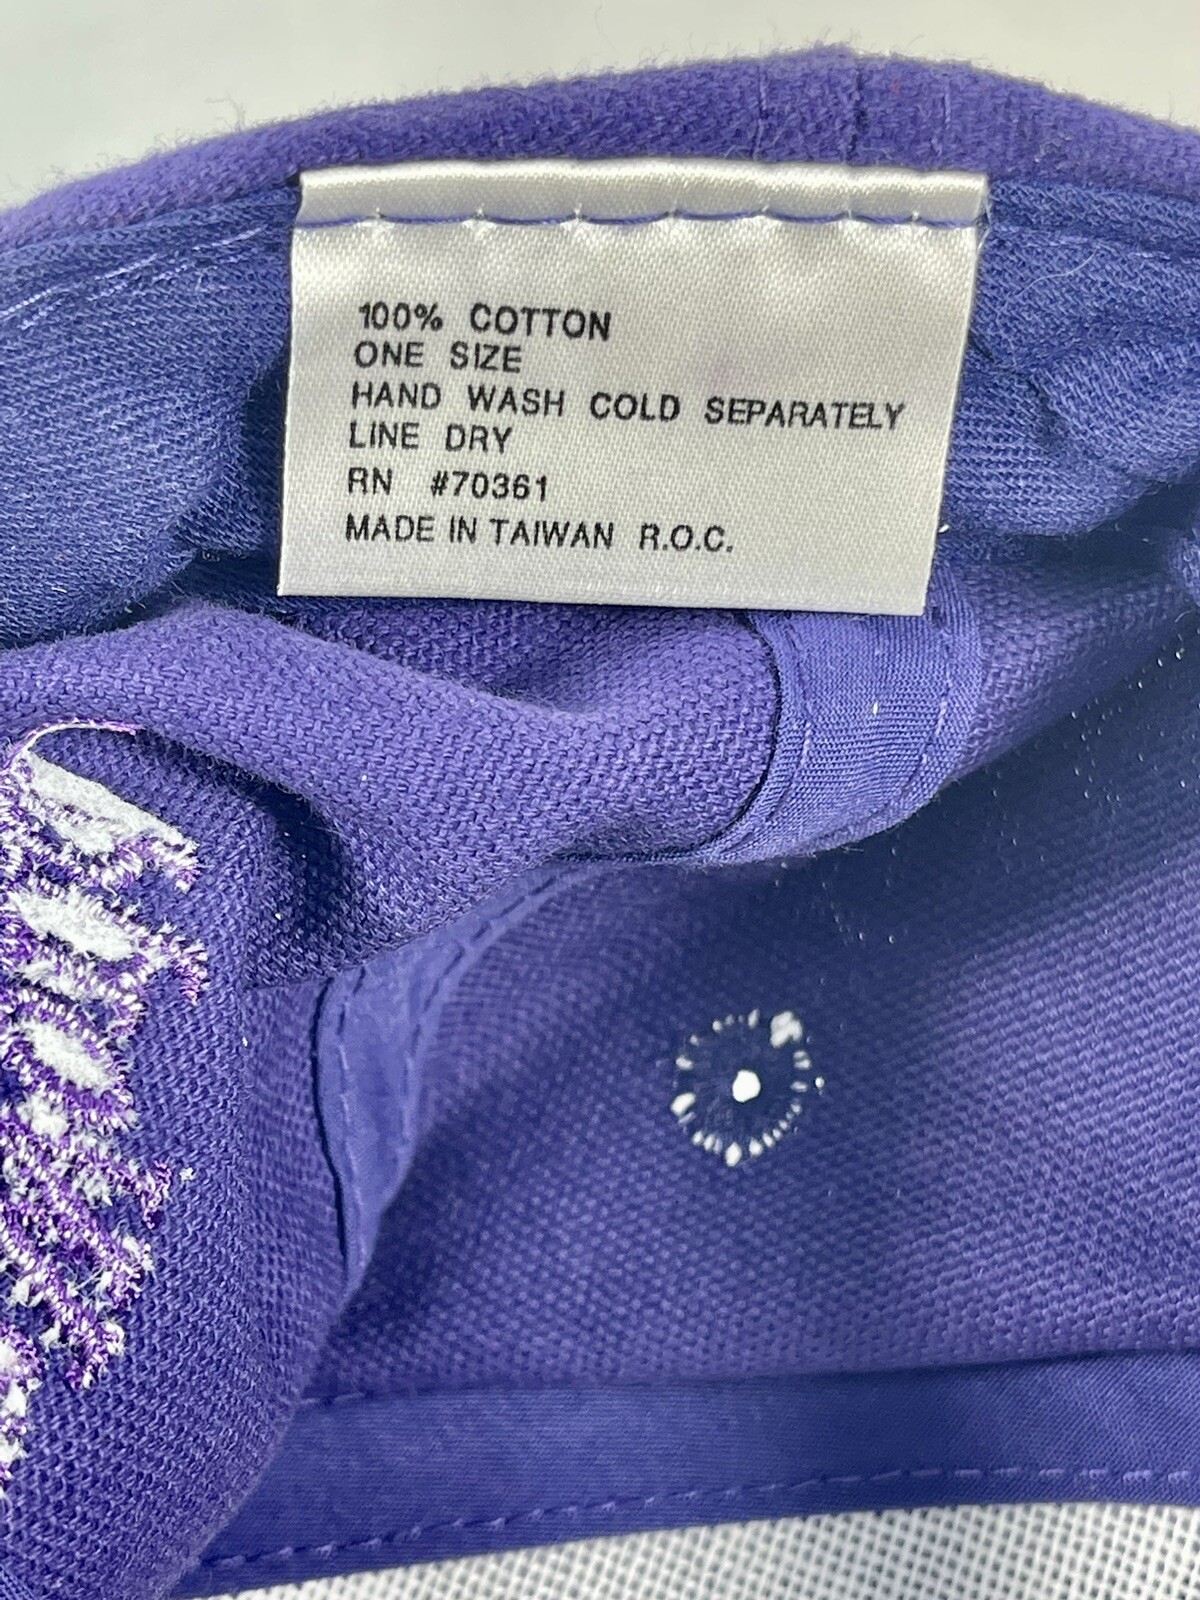 100% COTTON
ONE SIZE
HAND WASH COLD SEPARATELY
LINE DRY
RN #70361
MADE IN TAIWAN R.O.C.